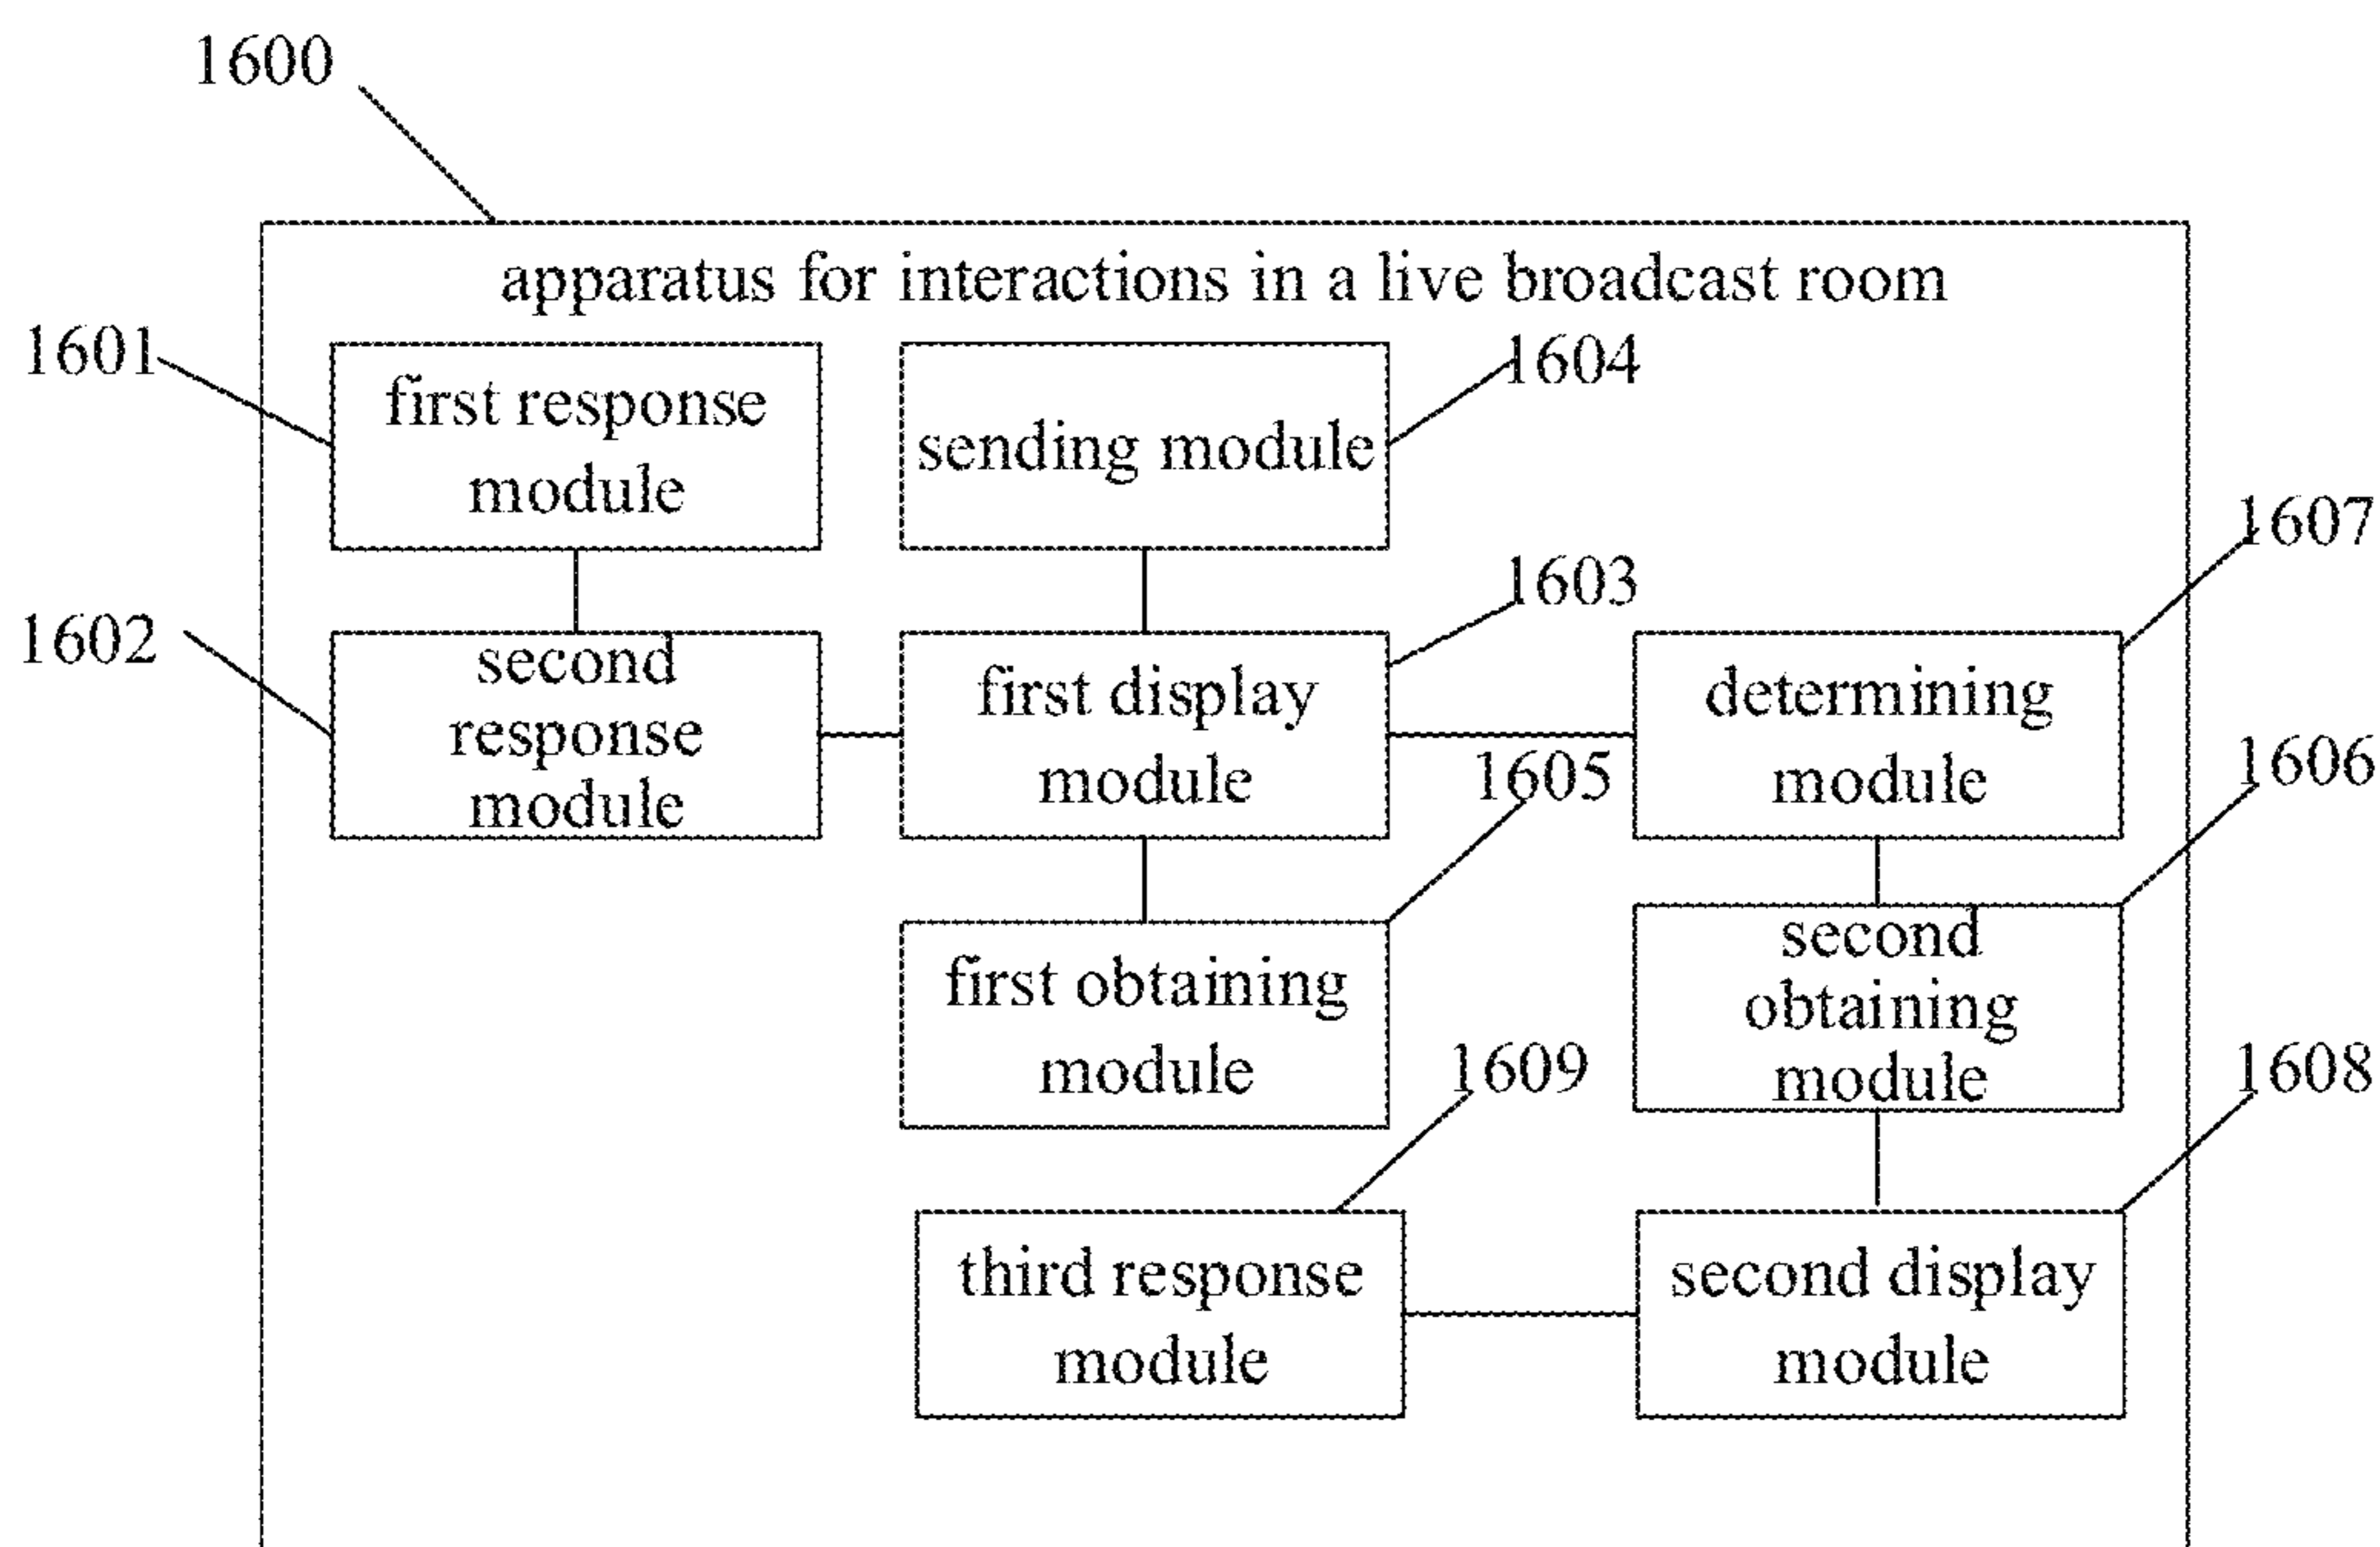 1600
apparatus for interactions in a live broadcast room
1601
first response
module
sending module
1604
1602
second
response
module
first display
module
1603
determining
module
1607
first obtaining
module
1605
second
obtaining
module
1606
third response
module
1609
second display
module
1608